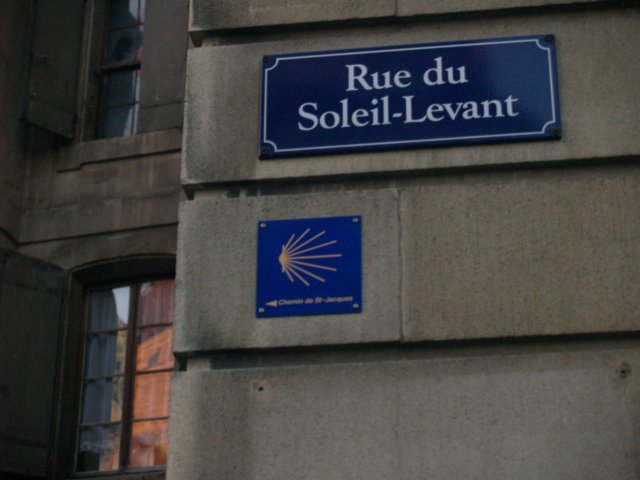 Rue du
Soleil-Levant
Chemin de St-Jacques